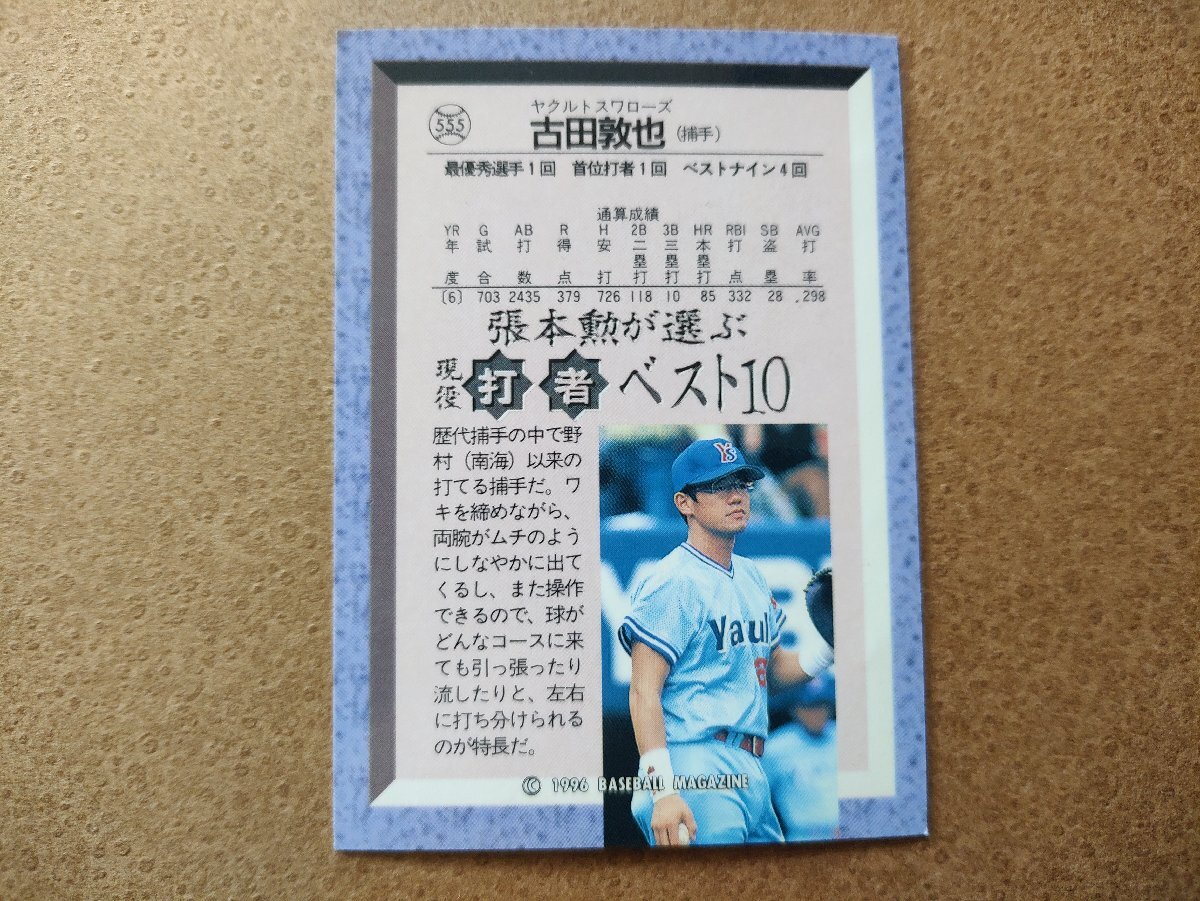 555
ヤクルトスワローズ
古田敦也(捕手)
最優秀選手1回 首位打者1回 ベストナイン4回
通算成績
YR G AB R H 2B 3B HR RBI SB AVG
年度 試合 打数 得点 安打 二塁打 三塁打 本塁打 打点 盗塁 打率
〔6〕 703 2435 379 726 118 10 85 332 28 .298
張本勲が選ぶ
現役打者ベスト10
歴代捕手の中で野
村(南海)以来の
打てる捕手だ。ワ
キを締めながら、
両腕がムチのよう
にしなやかに出て
くるし、また操作
できるので、球が
どんなコースに来
ても引っ張ったり
流したりと、左右
に打ち分けられる
のが特長だ。
YS
Yakul
© 1996 BASEBALL MAGAZINE